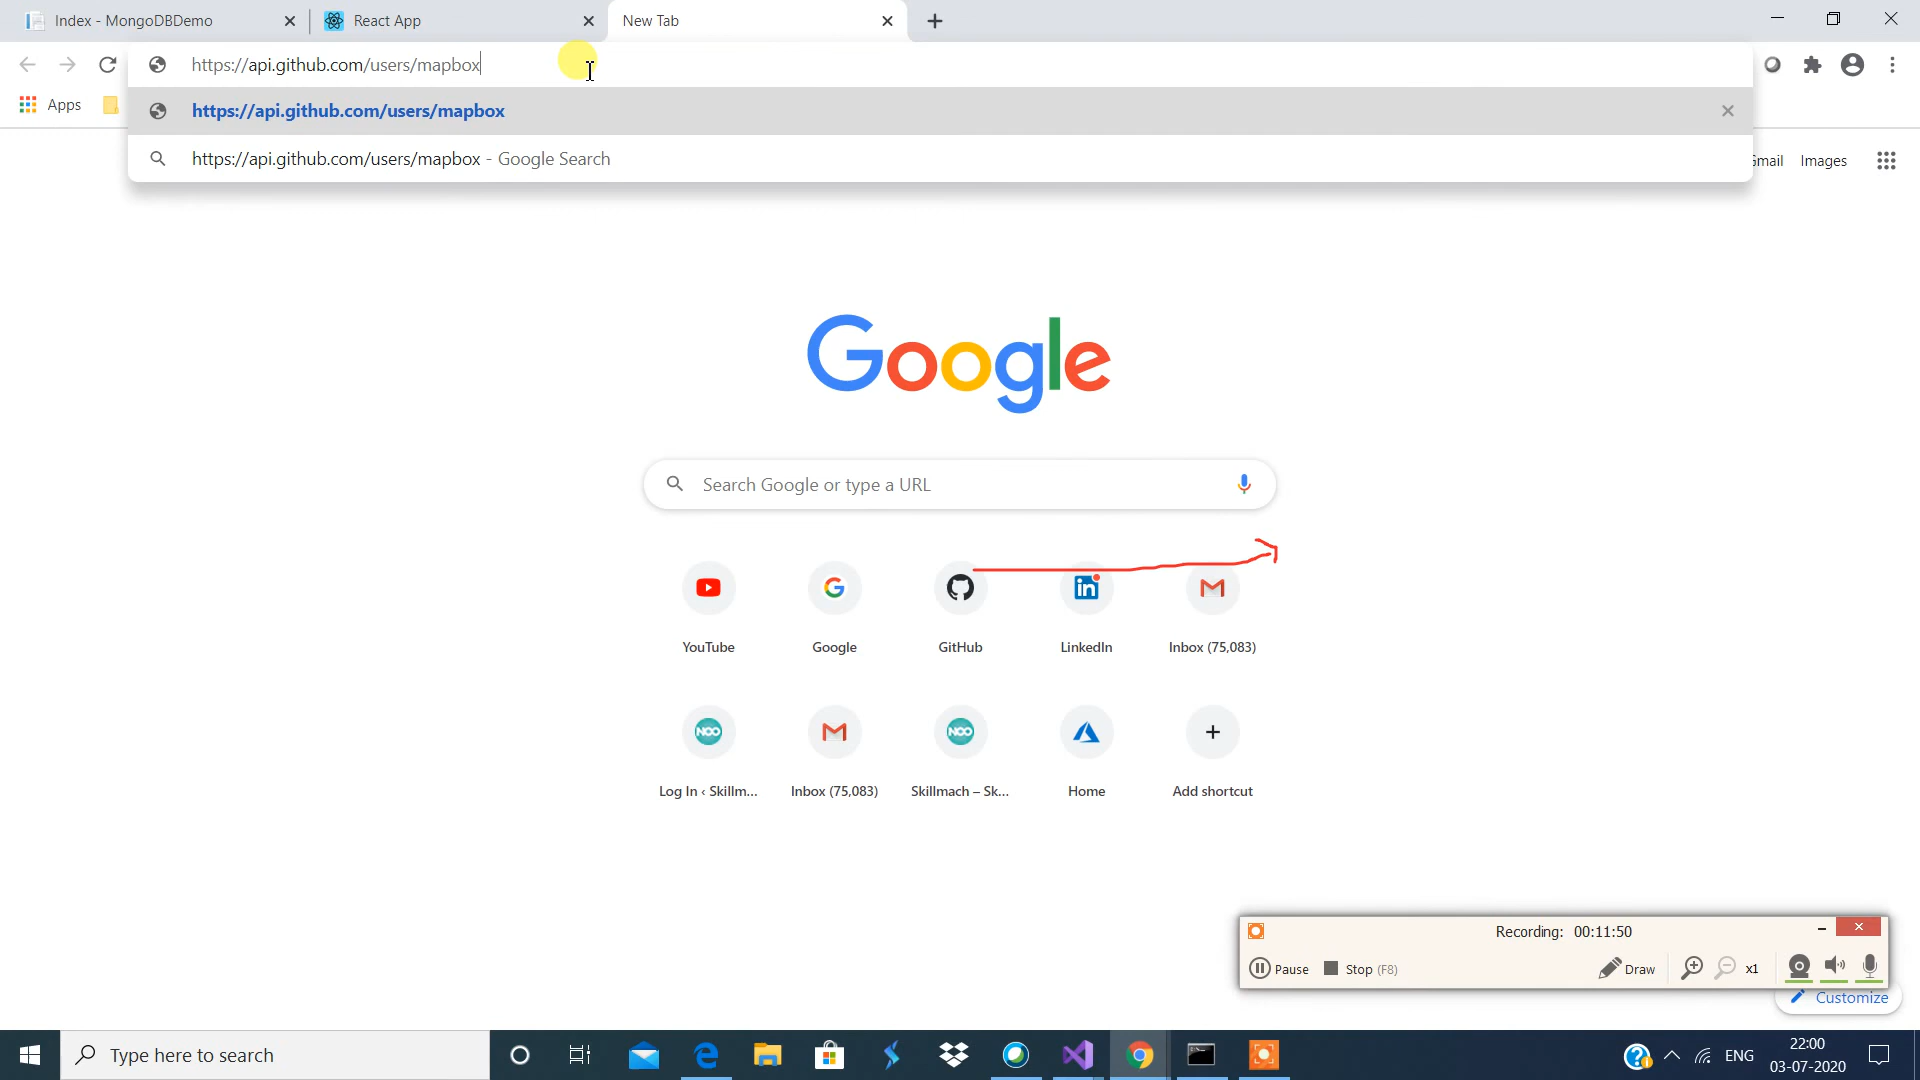 Index - MongoDBDemo
React App
New Tab
https://api.github.com/users/mapbox
Apps
https://api.github.com/users/mapbox
https://api.github.com/users/mapbox - Google Search
Gmail
Images
Google
Search Google or type a URL
YouTube
Google
GitHub
LinkedIn
Inbox (75,083)
Log In ‹ Skillm...
Inbox (75,083)
Skillmach – Sk...
Home
Add shortcut
Recording: 00:11:50
Pause
Stop (F8)
Draw
x1
Customize
Type here to search
ENG
22:00
03-07-2020